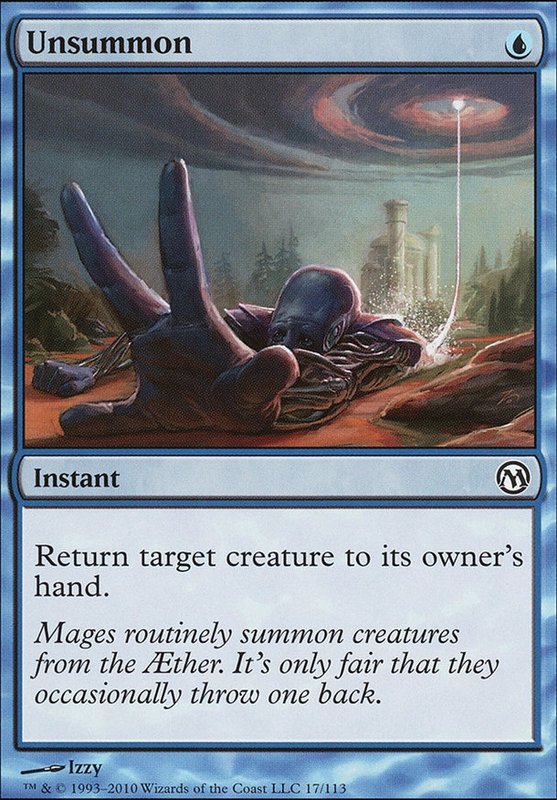 Unsummon
Instant
Return target creature to its owner's
hand.
Mages routinely summon creatures
from the Æther. It's only fair that they
occasionally throw one back.
Izzy
™ & © 1993–2010 Wizards of the Coast LLC 17/113